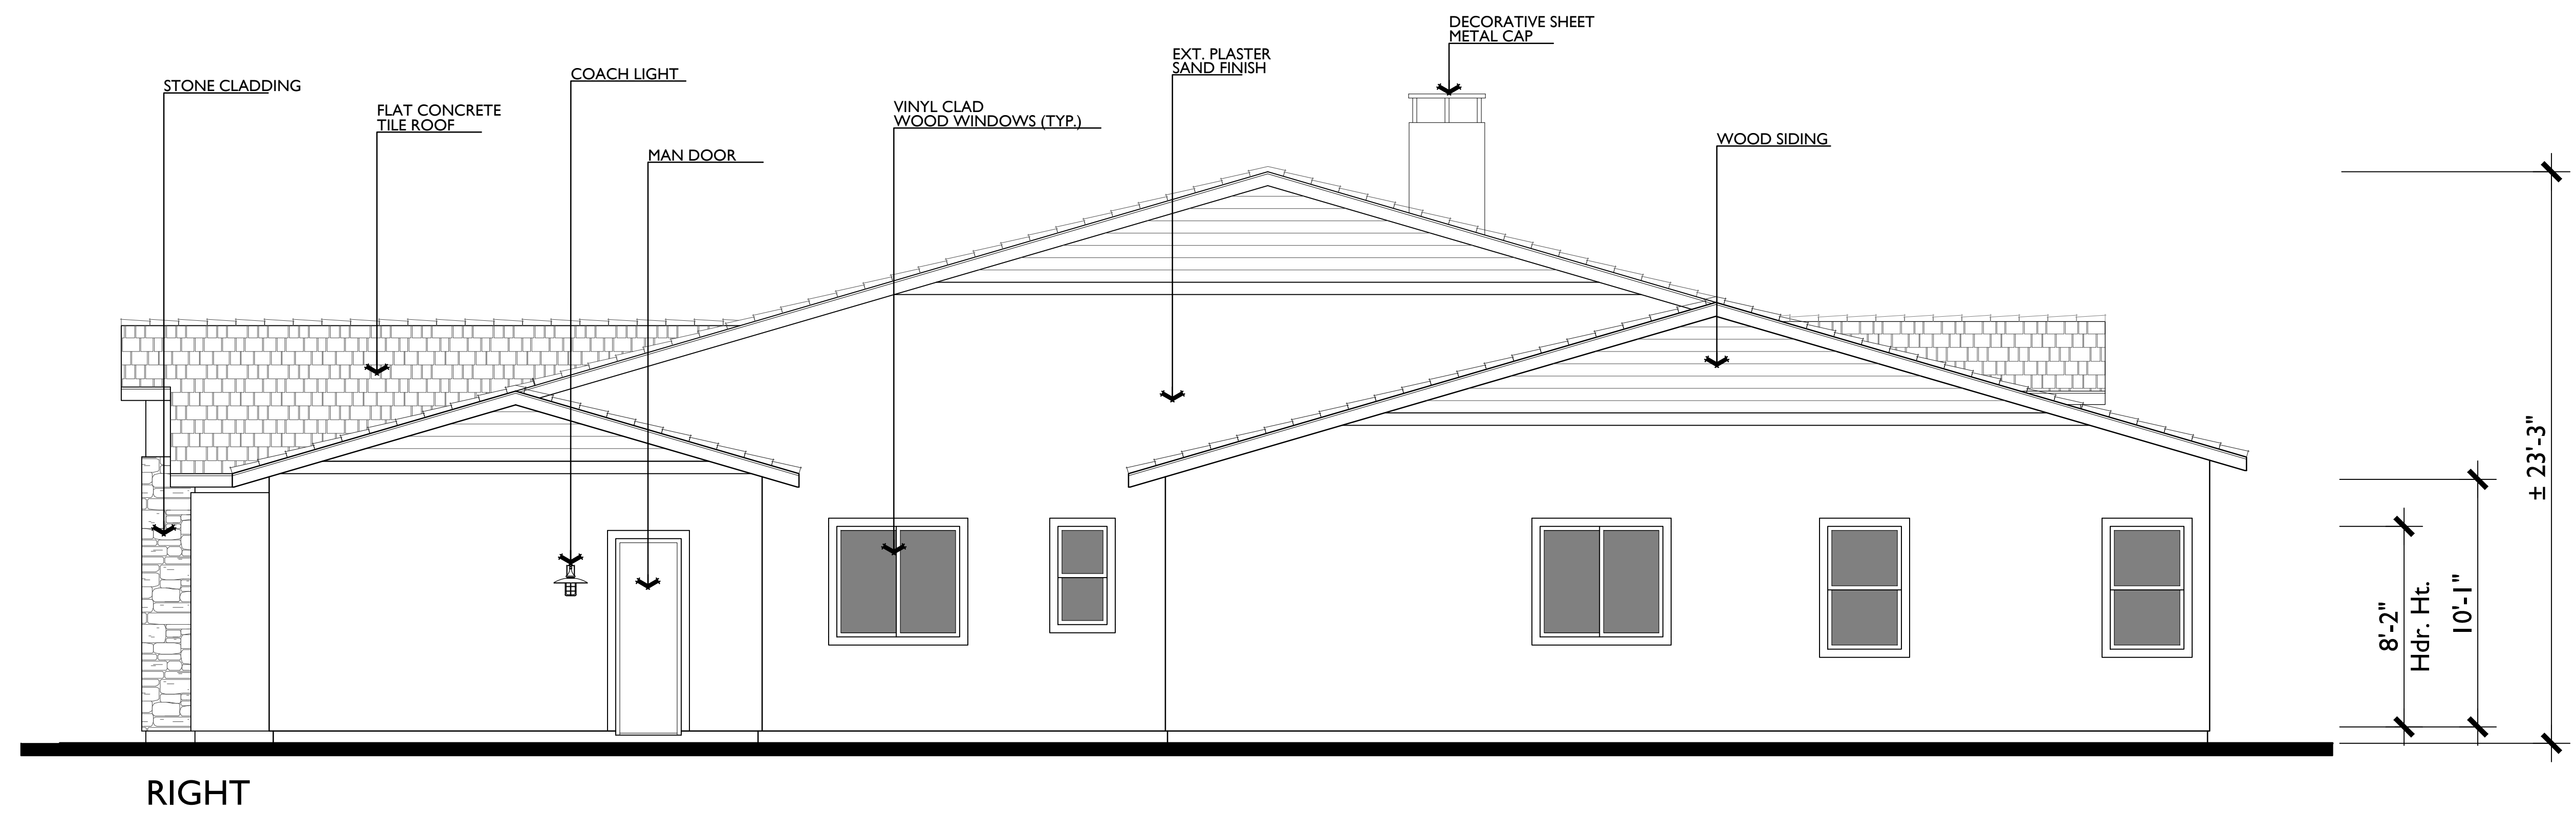 DECORATIVE SHEET
METAL CAP
EXT. PLASTER
SAND FINISH
COACH LIGHT
STONE CLADDING
VINYL CLAD
WOOD WINDOWS (TYP.)
FLAT CONCRETE
TILE ROOF
WOOD SIDING
MAN DOOR
± 23'-3"
8'-2"
Hdr. Ht.
10'-1"
RIGHT